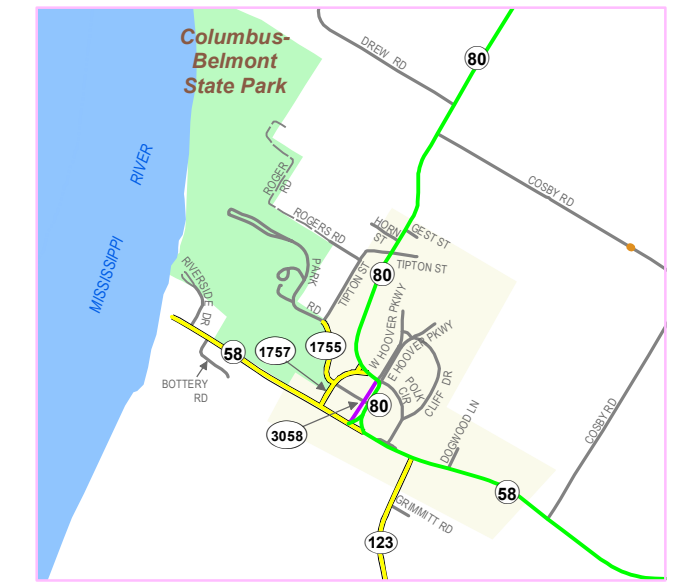 Columbus-
Belmont
State Park
DREW RD
80
MISSISSIPPI RIVER
ROGER
RD
COSBY RD
ROGERS RD
HORN
ST
GEST ST
TIPTON ST
TIPTON ST
PARK
RD
80
RIVERSIDE DR
W HOOVER PKWY
E HOOVER PKWY
58
1757
1755
BOTTERY
RD
POLK
CIR
CLIFF DR
80
3058
DOGWOOD LN
COSBY RD
58
GRIMMITT RD
123